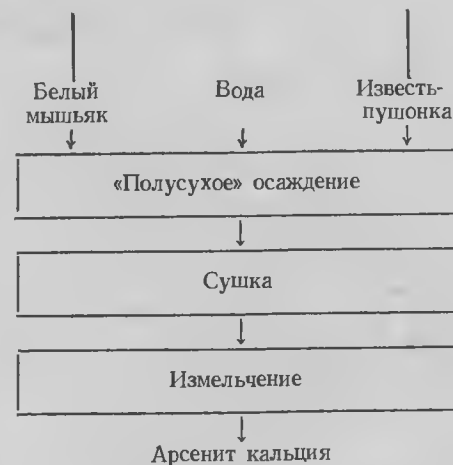 Белый
мышьяк
Вода
Известь-
пушонка
«Полусухое» осаждение
Сушка
Измельчение
Арсенит кальция